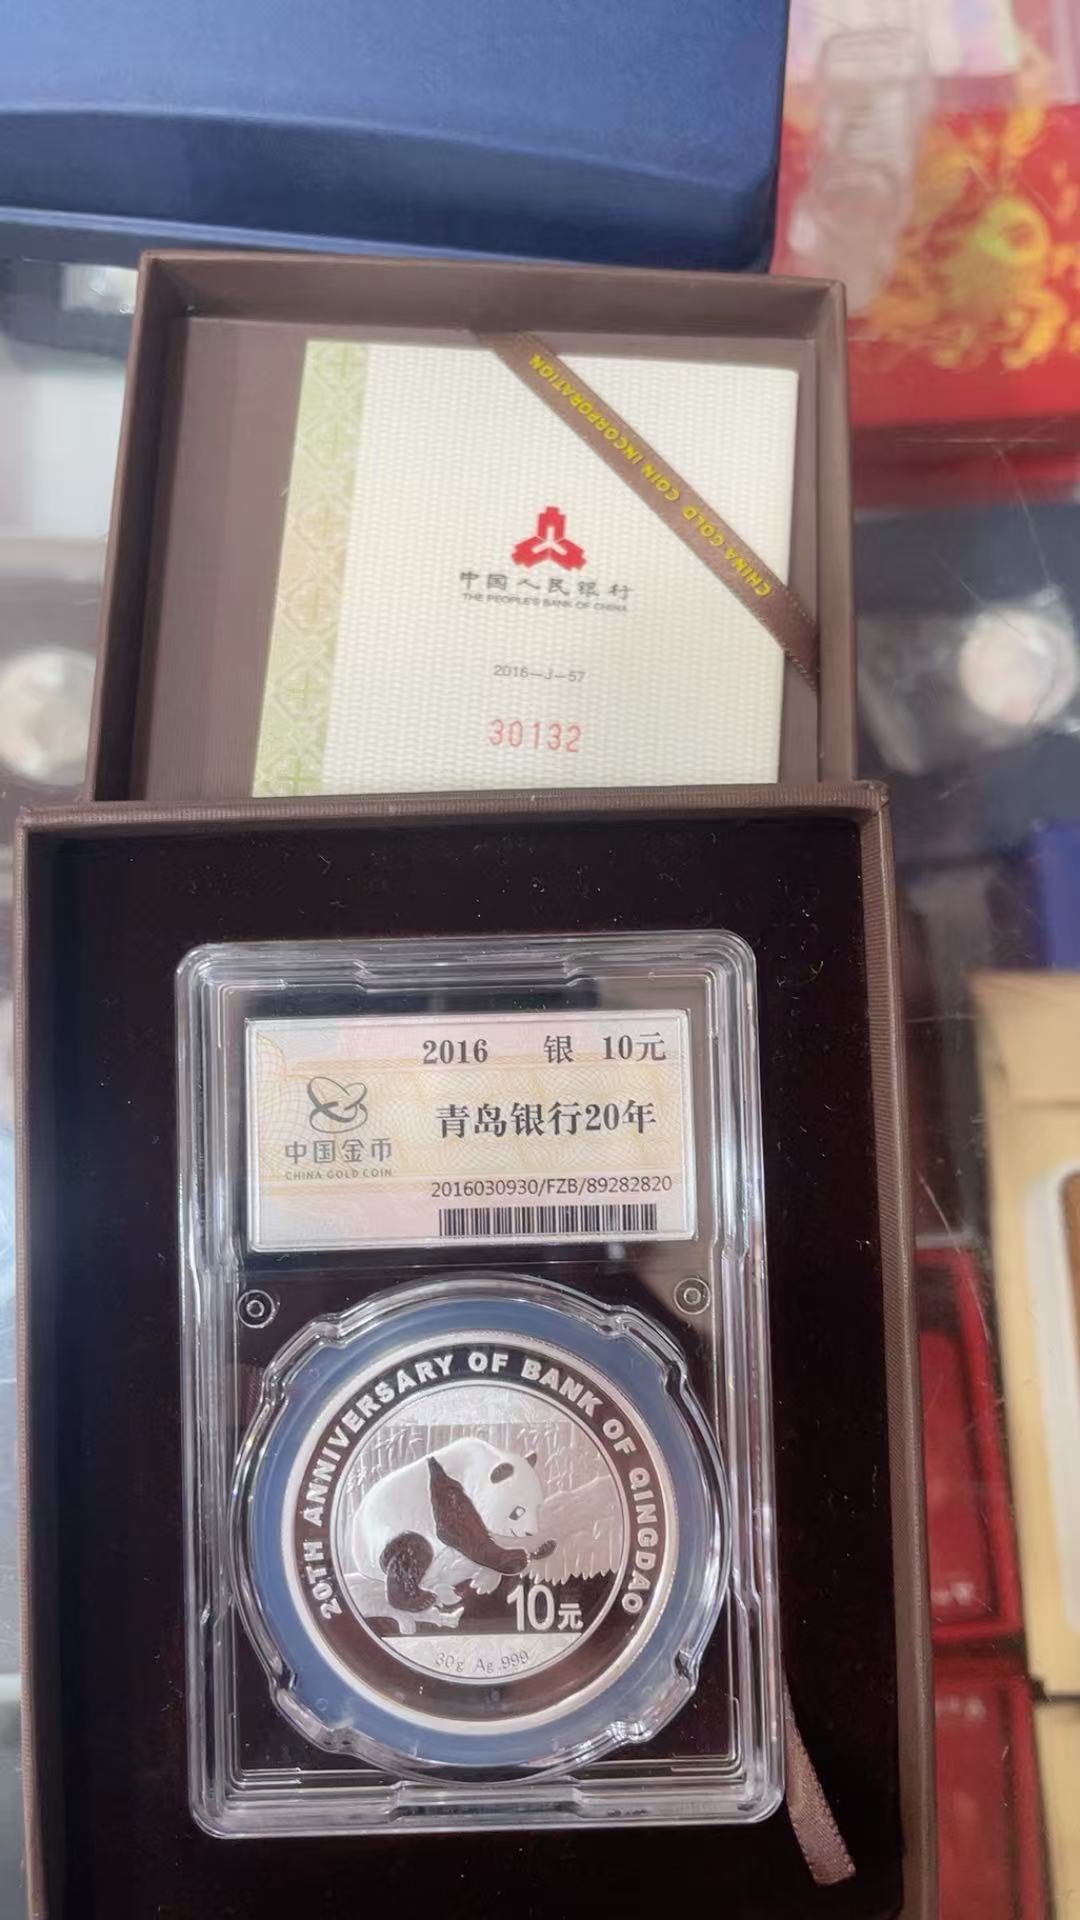 CHINA GOLD COIN INCORPORATION
中国人民银行
THE PEOPLE'S BANK OF CHINA
2016-J-57
30132
2016 银 10元
青岛银行20年
中国金币
CHINA GOLD COIN
2016030930/FZB/89282820
20TH ANNIVERSARY OF BANK OF QINGDAO
10元
30g Ag .999